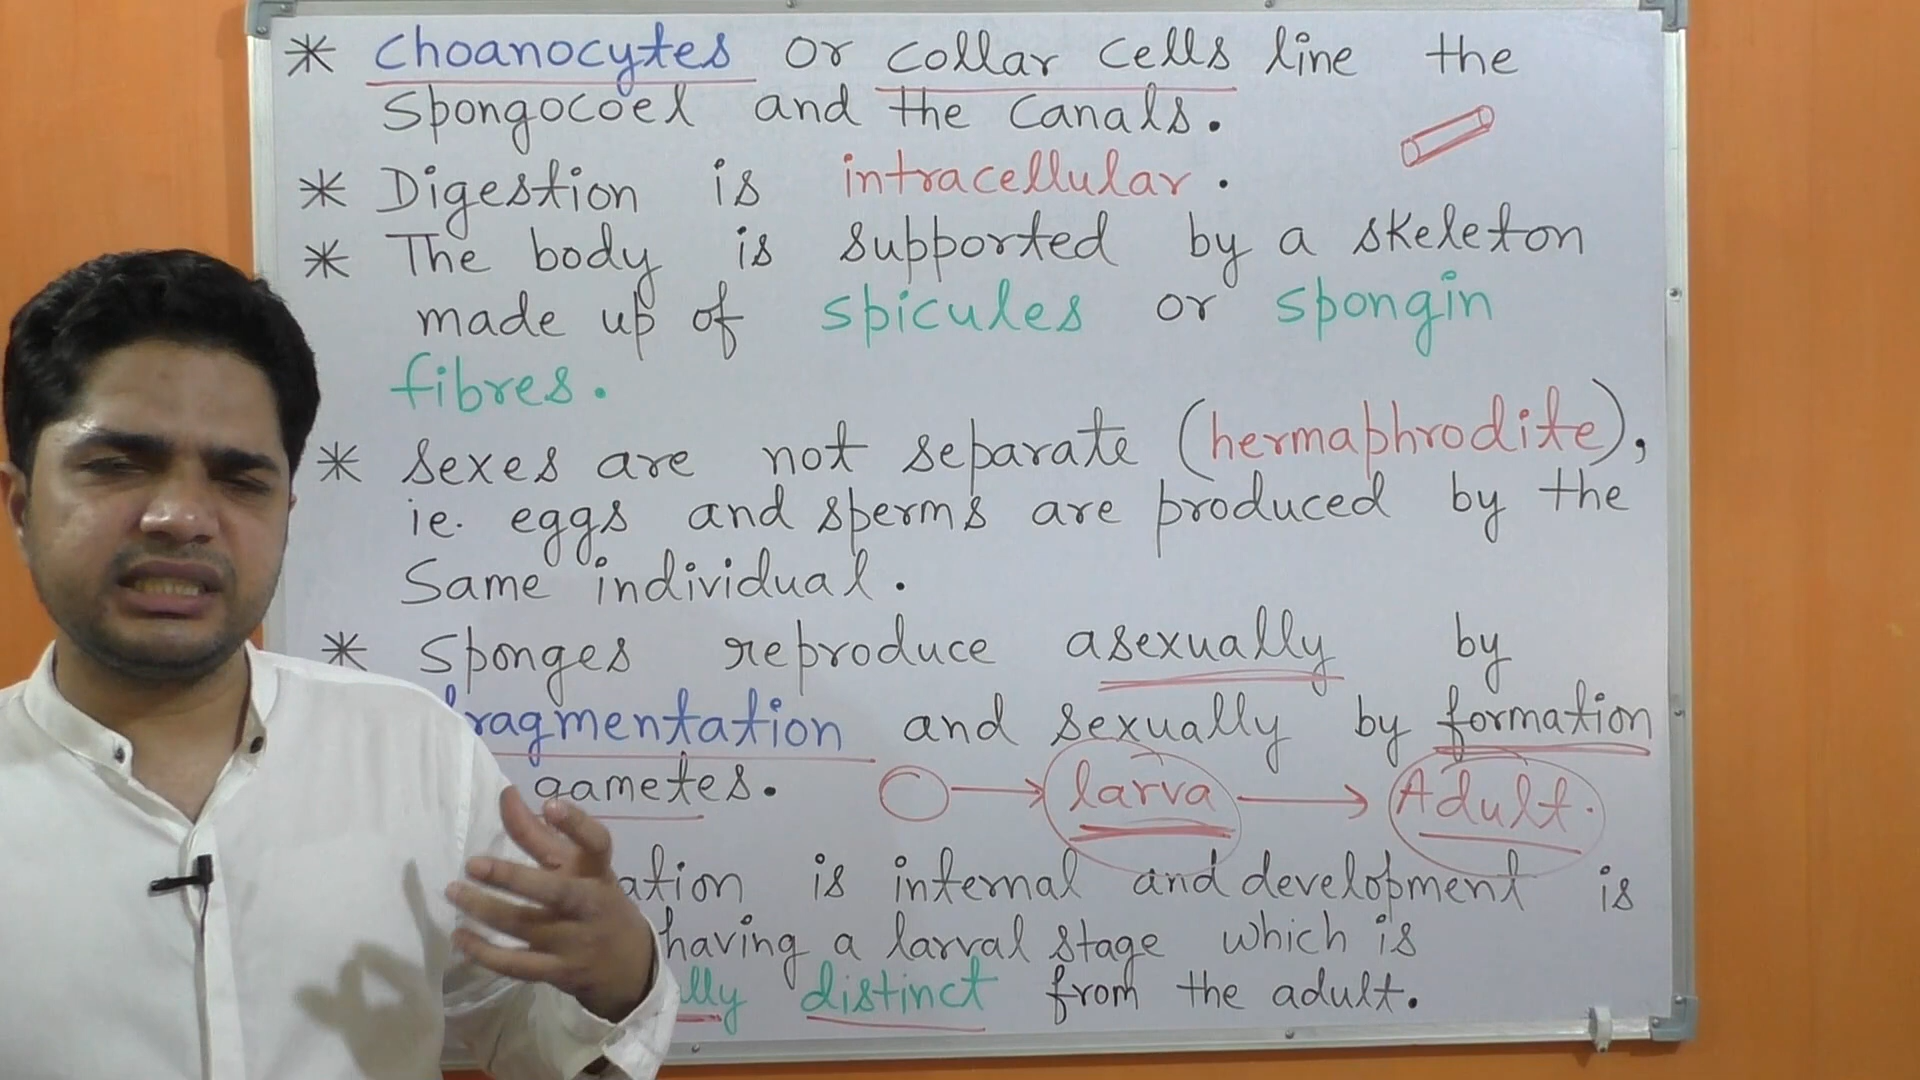 * Choanocytes or collar cells line the
Spongocoel and the Canals.
* Digestion is intracellular.
* The body is supported by a skeleton
made up of spicules or spongin
fibres.
* Sexes are not separate (hermaphrodite),
ie. eggs and sperms are produced by the
Same individual.
* Sponges reproduce asexually by
ragmentation and sexually by formation
gametes.
larva Adult.
ation is internal and development is
having a larval stage which is
lly distinct from the adult.